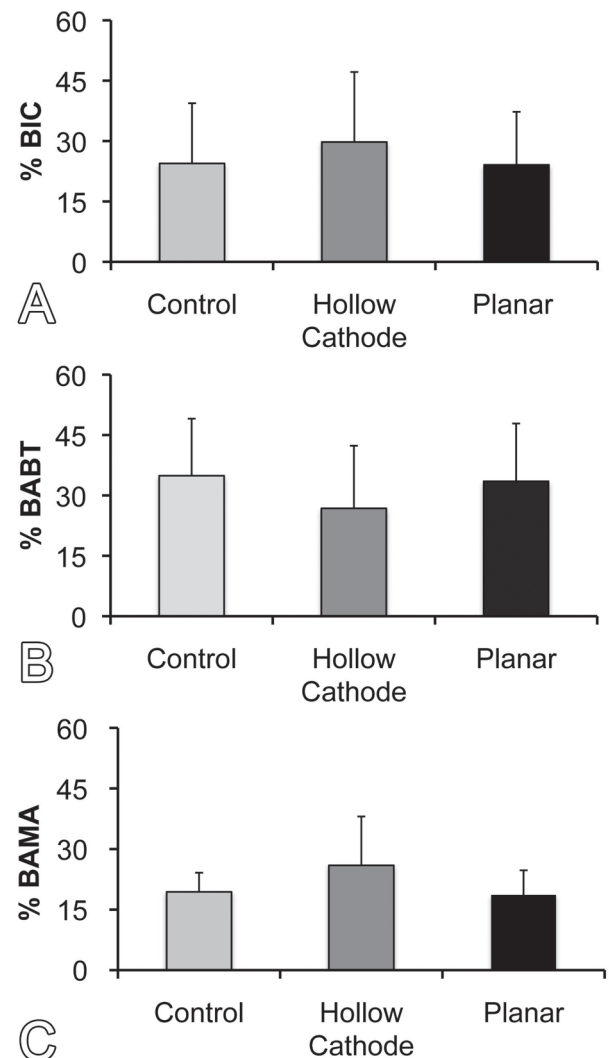 60
45
30
15
0
% BIC
Control
Hollow
Cathode
Planar
A
60
45
30
15
0
% BABT
Control
Hollow
Cathode
Planar
B
60
45
30
15
0
% BAMA
Control
Hollow
Cathode
Planar
C